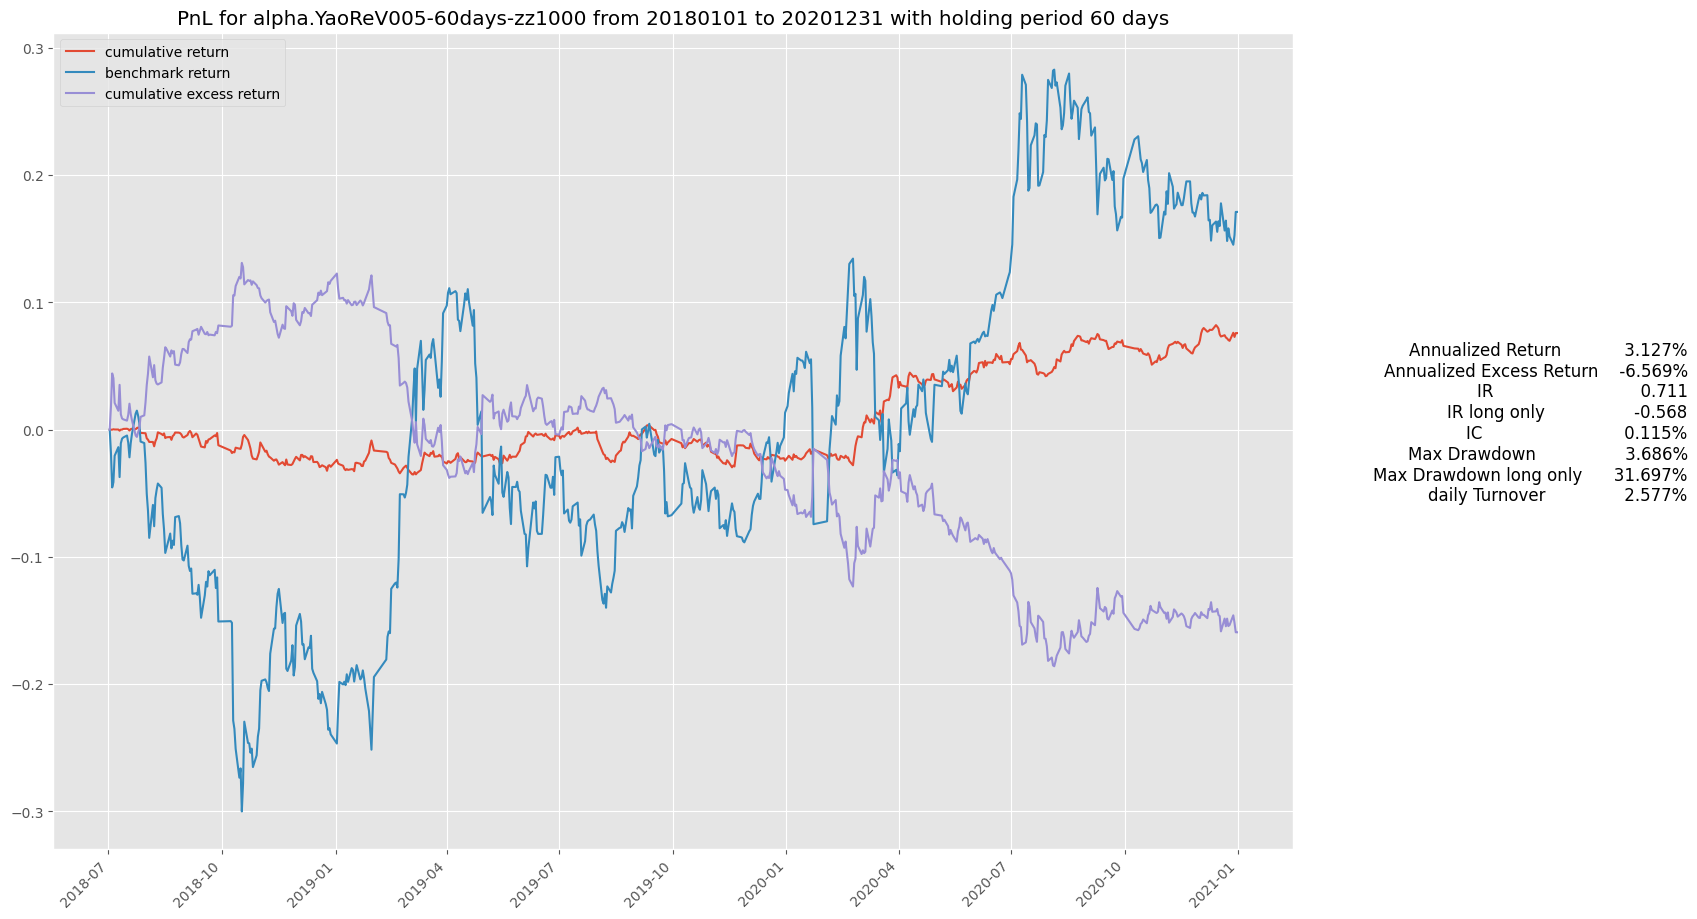 PnL for alpha.YaoReV005-60days-zz1000 from 20180101 to 20201231 with holding period 60 days
cumulative return
benchmark return
cumulative excess return
0.3
0.2
0.1
0.0
−0.1
−0.2
−0.3
2018-07
2018-10
2019-01
2019-04
2019-07
2019-10
2020-01
2020-04
2020-07
2020-10
2021-01
Annualized Return 3.127%
Annualized Excess Return -6.569%
IR 0.711
IR long only -0.568
IC 0.115%
Max Drawdown 3.686%
Max Drawdown long only 31.697%
daily Turnover 2.577%